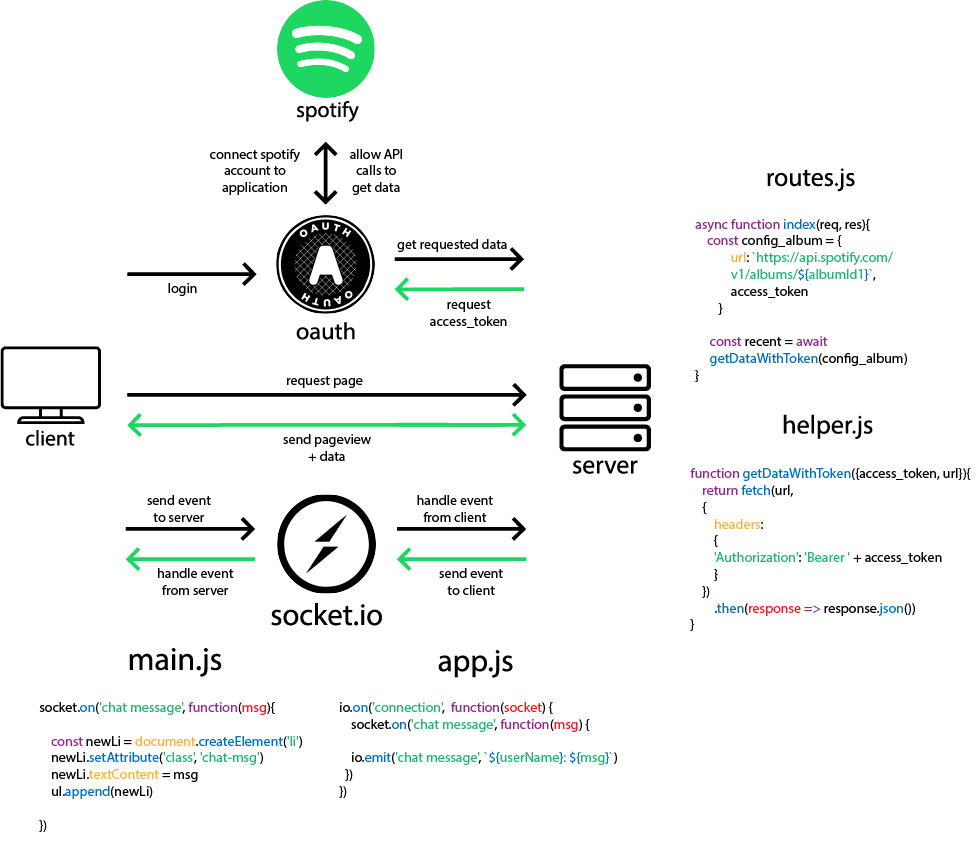 spotify
connect spotify
account to
application
allow API
calls to
get data
OAUTH
A
OAUTH
oauth
login
get requested data
request
access_token
request page
send pageview
+ data
client
server
send event
to server
handle event
from server
handle event
from client
send event
to client
socket.io
routes.js
async function index(req, res){
const config_album = {
url: `https://api.spotify.com/
v1/albums/${albumId1}`,
access_token
}
const recent = await
getDataWithToken(config_album)
}
helper.js
function getDataWithToken({access_token, url}){
return fetch(url,
{
headers:
{
'Authorization': 'Bearer ' + access_token
}
})
.then(response => response.json())
}
main.js
socket.on('chat message', function(msg){
const newLi = document.createElement('li')
newLi.setAttribute('class', 'chat-msg')
newLi.textContent = msg
ul.append(newLi)
})
app.js
io.on('connection', function(socket) {
socket.on('chat message', function(msg) {
io.emit('chat message', `${userName}: ${msg}`)
})
})